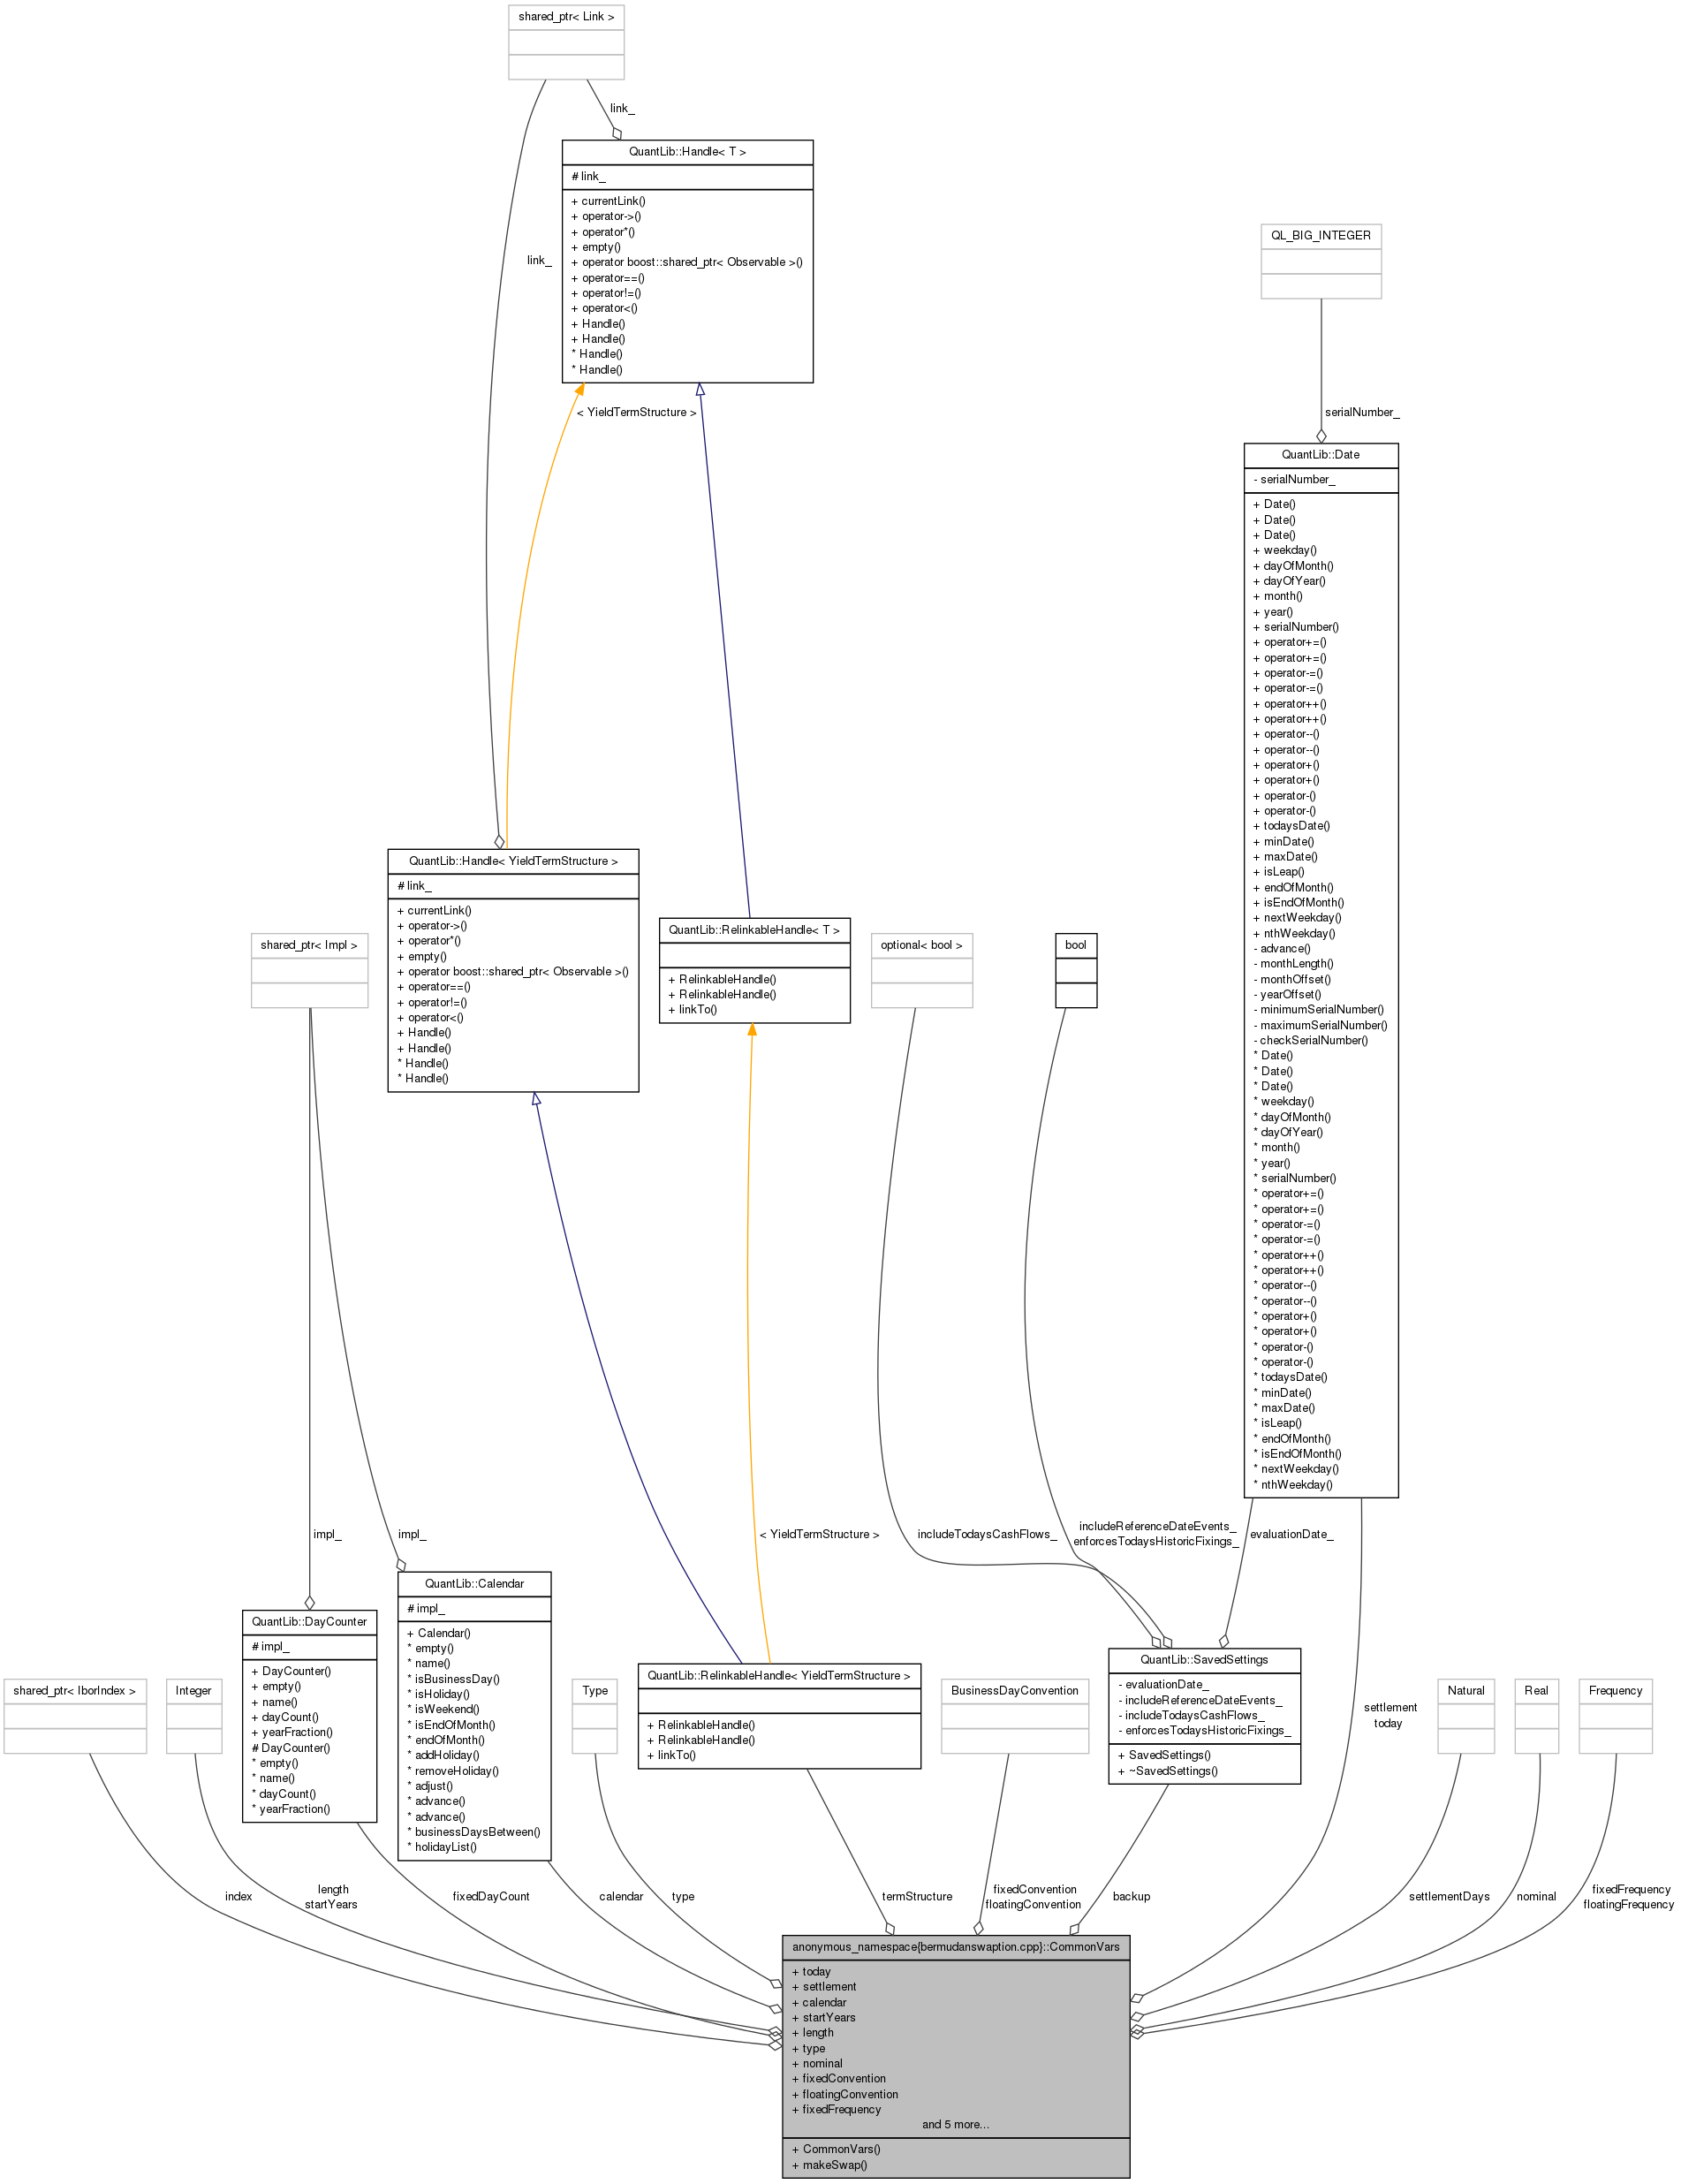 shared_ptr< Link >
link_
QuantLib::Handle< T >
# link_
+ currentLink()
+ operator->()
+ operator*()
+ empty()
+ operator boost::shared_ptr< Observable >()
+ operator==()
+ operator!=()
+ operator<()
+ Handle()
+ Handle()
* Handle()
* Handle()
link_
< YieldTermStructure >
QL_BIG_INTEGER
serialNumber_
QuantLib::Date
- serialNumber_
+ Date()
+ Date()
+ Date()
+ weekday()
+ dayOfMonth()
+ dayOfYear()
+ month()
+ year()
+ serialNumber()
+ operator+=()
+ operator+=()
+ operator-=()
+ operator-=()
+ operator++()
+ operator++()
+ operator--()
+ operator--()
+ operator+()
+ operator+()
+ operator-()
+ operator-()
+ todaysDate()
+ minDate()
+ maxDate()
+ isLeap()
+ endOfMonth()
+ isEndOfMonth()
+ nextWeekday()
+ nthWeekday()
- advance()
- monthLength()
- monthOffset()
- yearOffset()
- minimumSerialNumber()
- maximumSerialNumber()
- checkSerialNumber()
* Date()
* Date()
* Date()
* weekday()
* dayOfMonth()
* dayOfYear()
* month()
* year()
* serialNumber()
* operator+=()
* operator+=()
* operator-=()
* operator-=()
* operator++()
* operator++()
* operator--()
* operator--()
* operator+()
* operator+()
* operator-()
* operator-()
* todaysDate()
* minDate()
* maxDate()
* isLeap()
* endOfMonth()
* isEndOfMonth()
* nextWeekday()
* nthWeekday()
QuantLib::Handle< YieldTermStructure >
# link_
+ currentLink()
+ operator->()
+ operator*()
+ empty()
+ operator boost::shared_ptr< Observable >()
+ operator==()
+ operator!=()
+ operator<()
+ Handle()
+ Handle()
* Handle()
* Handle()
shared_ptr< Impl >
QuantLib::RelinkableHandle< T >
+ RelinkableHandle()
+ RelinkableHandle()
+ linkTo()
optional< bool >
bool
impl_
impl_
< YieldTermStructure >
includeTodaysCashFlows_
includeReferenceDateEvents_
enforcesTodaysHistoricFixings_
evaluationDate_
QuantLib::Calendar
# impl_
+ Calendar()
* empty()
* name()
* isBusinessDay()
* isHoliday()
* isWeekend()
* isEndOfMonth()
* endOfMonth()
* addHoliday()
* removeHoliday()
* adjust()
* advance()
* advance()
* businessDaysBetween()
* holidayList()
QuantLib::DayCounter
# impl_
+ DayCounter()
+ empty()
+ name()
+ dayCount()
+ yearFraction()
# DayCounter()
* empty()
* name()
* dayCount()
* yearFraction()
shared_ptr< IborIndex >
Integer
Type
QuantLib::RelinkableHandle< YieldTermStructure >
+ RelinkableHandle()
+ RelinkableHandle()
+ linkTo()
BusinessDayConvention
QuantLib::SavedSettings
- evaluationDate_
- includeReferenceDateEvents_
- includeTodaysCashFlows_
- enforcesTodaysHistoricFixings_
+ SavedSettings()
+ ~SavedSettings()
settlement
today
Natural
Real
Frequency
index
length
startYears
fixedDayCount
calendar
type
termStructure
fixedConvention
floatingConvention
backup
settlementDays
nominal
fixedFrequency
floatingFrequency
anonymous_namespace{bermudanswaption.cpp}::CommonVars
+ today
+ settlement
+ calendar
+ startYears
+ length
+ type
+ nominal
+ fixedConvention
+ floatingConvention
+ fixedFrequency
and 5 more...
+ CommonVars()
+ makeSwap()